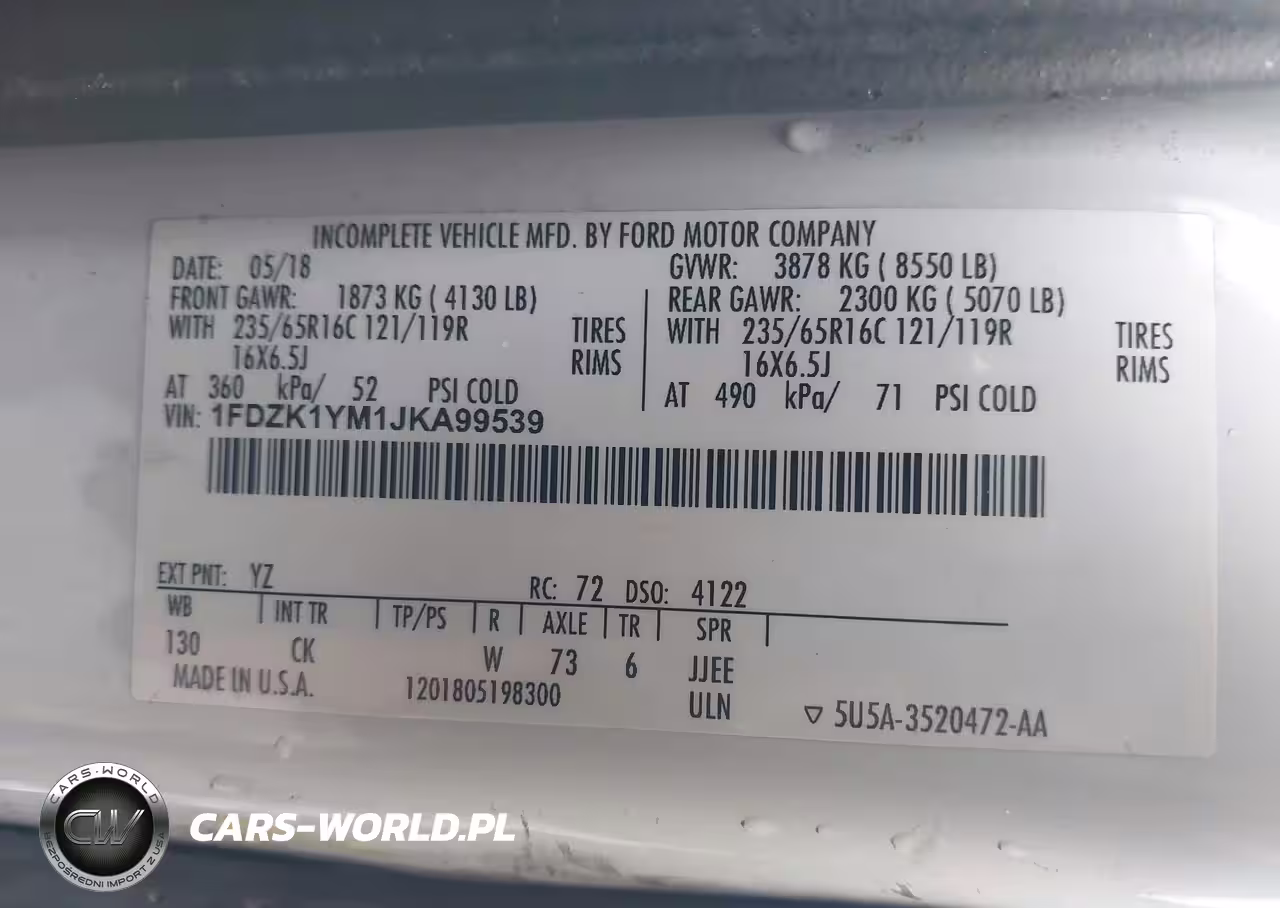 INCOMPLETE VEHICLE MFD. BY FORD MOTOR COMPANY
DATE: 05/18 GVWR: 3878 KG ( 8550 LB)
FRONT GAWR: 1873 KG ( 4130 LB) REAR GAWR: 2300 KG ( 5070 LB)
WITH 235/65R16C 121/119R TIRES WITH 235/65R16C 121/119R TIRES
16X6.5J RIMS 16X6.5J RIMS
AT 360 kPa/ 52 PSI COLD AT 490 kPa/ 71 PSI COLD
VIN: 1FDZK1YM1JKA99539
EXT PNT: YZ RC: 72 DSO: 4122
WB INT TR TP/PS R AXLE TR SPR
130 CK W 73 6 JJEE
MADE IN U.S.A. 1201805198300 ULN ▽ 5U5A-3520472-AA
CARS-WORLD
CW
BEZPOŚREDNI IMPORT Z USA
CARS-WORLD.PL